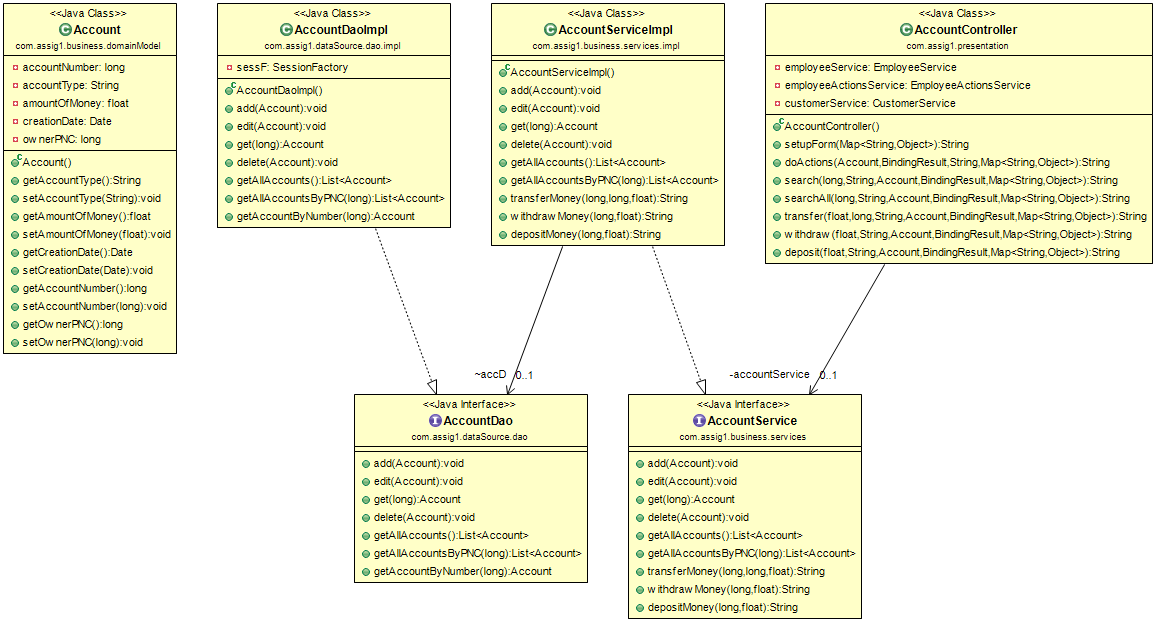 <<Java Class>>
Account
com.assig1.business.domainModel
accountNumber: long
accountType: String
amountOfMoney: float
creationDate: Date
ownerPNC: long
Account()
getAccountType():String
setAccountType(String):void
getAmountOfMoney():float
setAmountOfMoney(float):void
getCreationDate():Date
setCreationDate(Date):void
getAccountNumber():long
setAccountNumber(long):void
getOwnerPNC():long
setOwnerPNC(long):void
<<Java Class>>
AccountDaoImpl
com.assig1.dataSource.dao.impl
sessF: SessionFactory
AccountDaoImpl()
add(Account):void
edit(Account):void
get(long):Account
delete(Account):void
getAllAccounts():List<Account>
getAllAccountsByPNC(long):List<Account>
getAccountByNumber(long):Account
<<Java Class>>
AccountServiceImpl
com.assig1.business.services.impl
AccountServiceImpl()
add(Account):void
edit(Account):void
get(long):Account
delete(Account):void
getAllAccounts():List<Account>
getAllAccountsByPNC(long):List<Account>
transferMoney(long,long,float):String
withdrawMoney(long,float):String
depositMoney(long,float):String
<<Java Class>>
AccountController
com.assig1.presentation
employeeService: EmployeeService
employeeActionsService: EmployeeActionsService
customerService: CustomerService
AccountController()
setupForm(Map<String,Object>):String
doActions(Account,BindingResult,String,Map<String,Object>):String
search(long,String,Account,BindingResult,Map<String,Object>):String
searchAll(long,String,Account,BindingResult,Map<String,Object>):String
transfer(float,long,String,Account,BindingResult,Map<String,Object>):String
withdraw(float,String,Account,BindingResult,Map<String,Object>):String
deposit(float,String,Account,BindingResult,Map<String,Object>):String
~accD 0..1
-accountService 0..1
<<Java Interface>>
AccountDao
com.assig1.dataSource.dao
add(Account):void
edit(Account):void
get(long):Account
delete(Account):void
getAllAccounts():List<Account>
getAllAccountsByPNC(long):List<Account>
getAccountByNumber(long):Account
<<Java Interface>>
AccountService
com.assig1.business.services
add(Account):void
edit(Account):void
get(long):Account
delete(Account):void
getAllAccounts():List<Account>
getAllAccountsByPNC(long):List<Account>
transferMoney(long,long,float):String
withdrawMoney(long,float):String
depositMoney(long,float):String